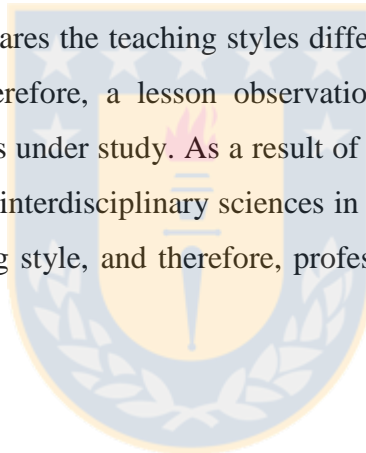 ares the teaching styles diffe
erefore, a lesson observatio
s under study. As a result of
interdisciplinary sciences in
g style, and therefore, profes